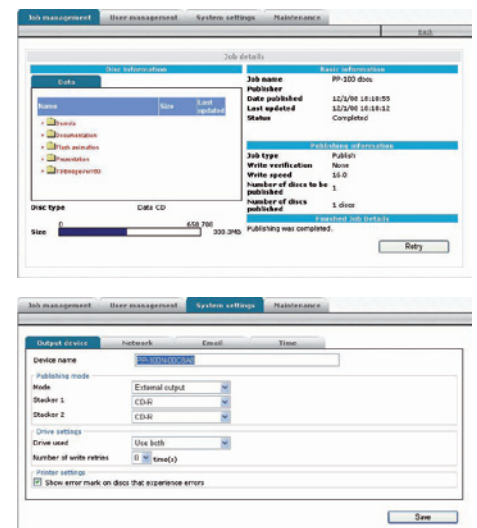 Job management User management System settings Maintenance
Back
Job details
Disc information
Basic information
Data
Name Size Last updated
Documentation
Flash animation
Presentation
Job name PP-100 docs
Publisher
Date published 12/1/08 18:10:55
Last updated 12/1/08 18:18:12
Status Completed
Publishing information
Job type Publish
Write verification None
Write speed 16.0
Number of discs to be published 1
Number of discs published 1 discs
Finished Job Details
Publishing was completed.
Disc type Data CD
0
Size
Retry
Job management User management System settings Maintenance
Output device Network Email Time
Device name
Publishing mode
Mode External output
Stacker 1 CD-R
Stacker 2 CD-R
Drive settings
Drive used Use both
Number of write retries 0 time(s)
Printer settings
Show error mark on discs that experience errors
Save